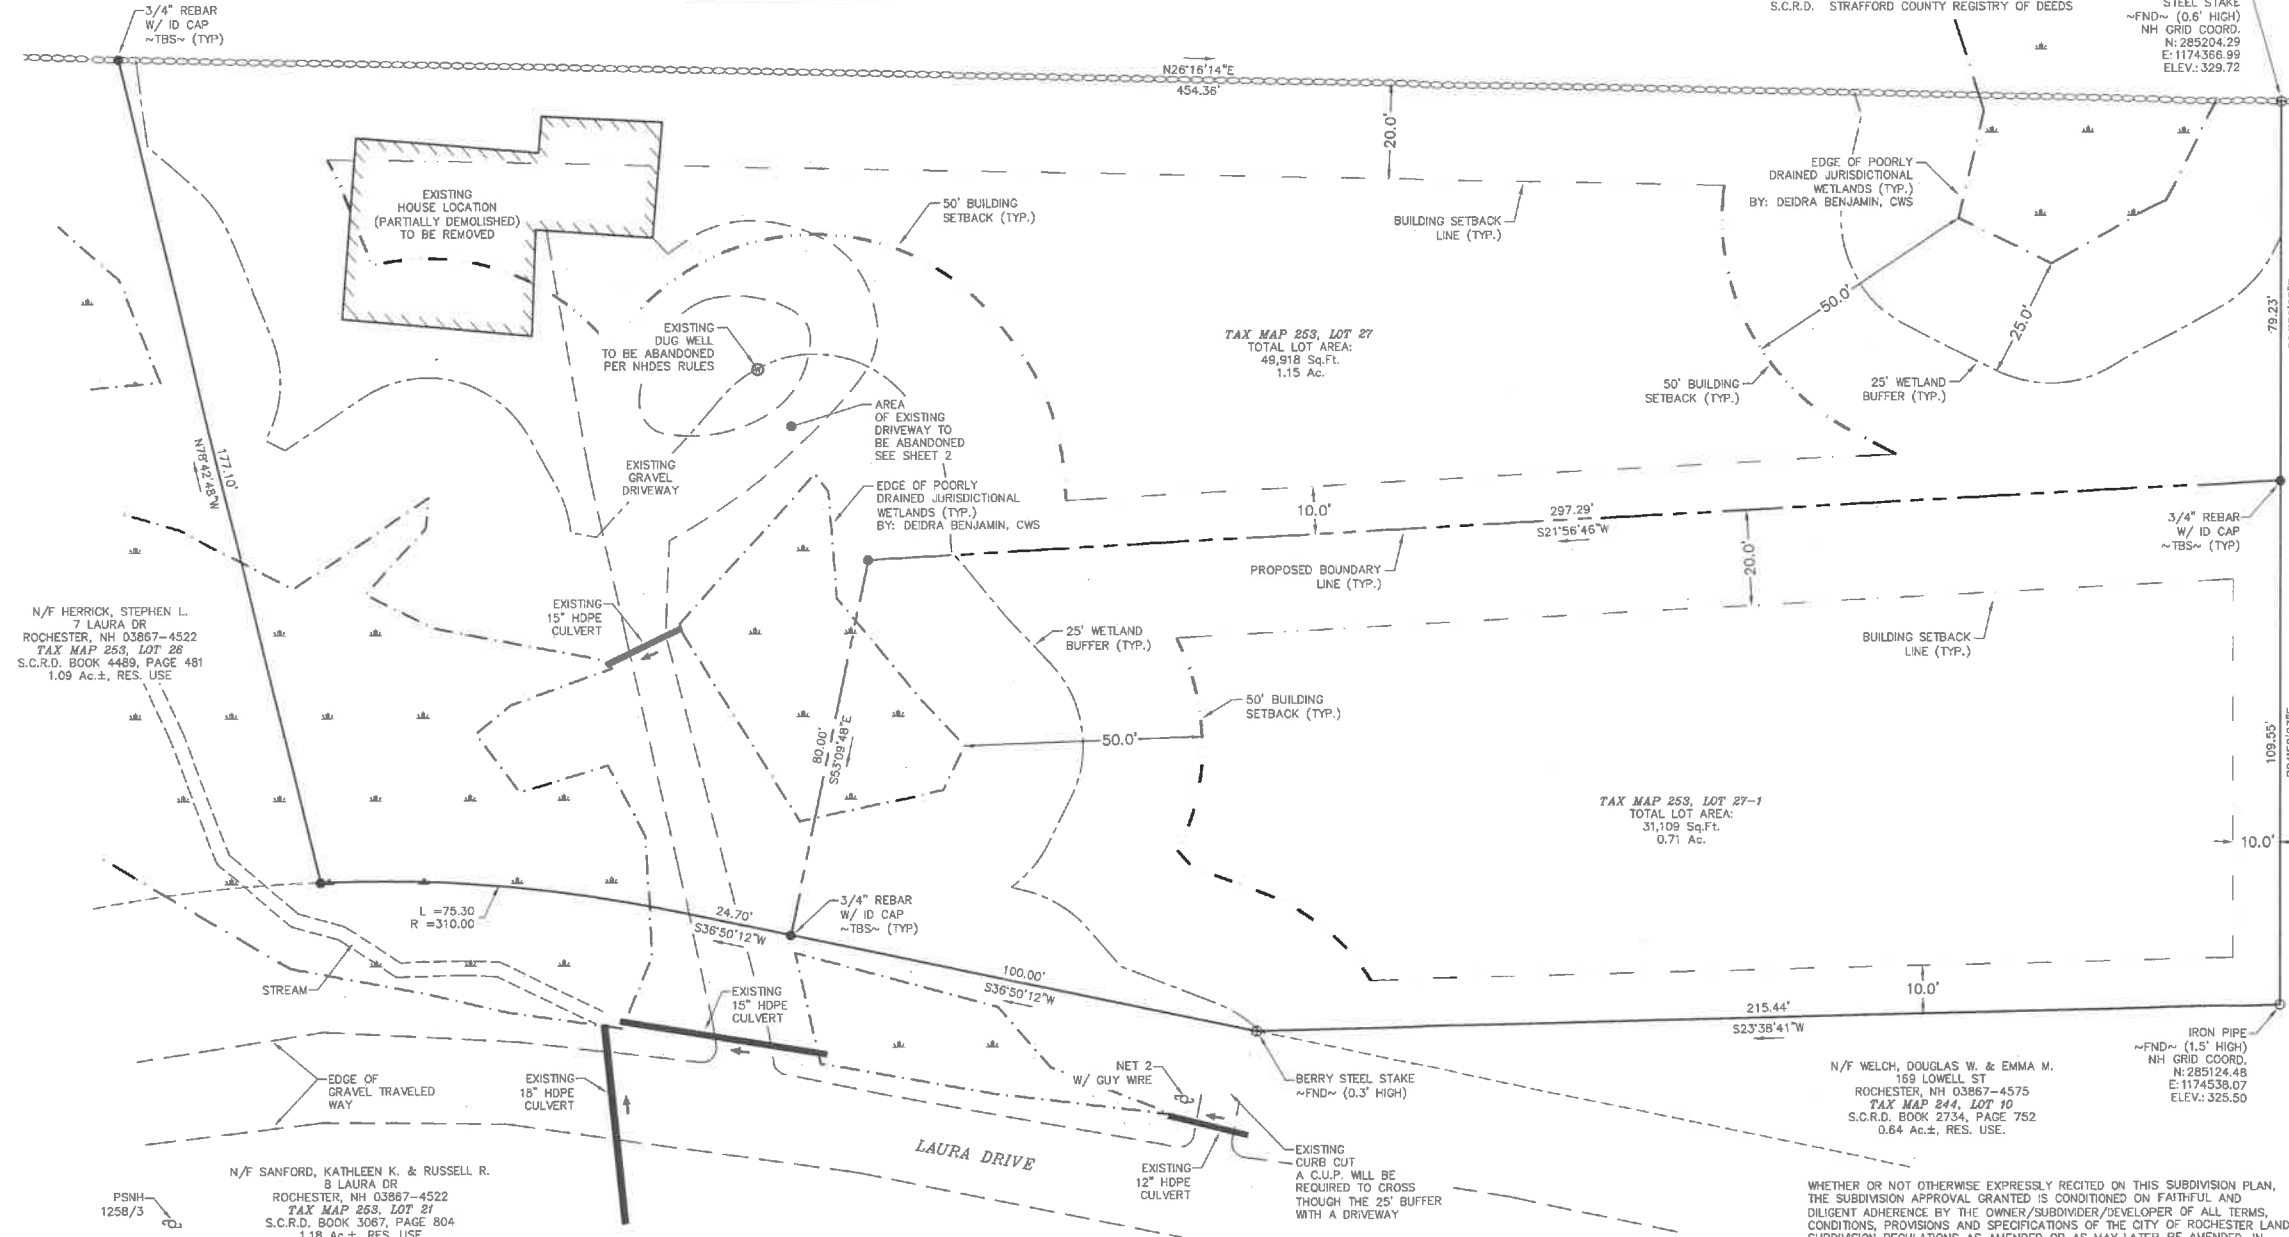 3/4" REBAR
W/ ID CAP
~TBS~ (TYP)
S.C.R.D. STRAFFORD COUNTY REGISTRY OF DEEDS
STEEL STAKE
~FND~ (0.6' HIGH)
NH GRID COORD.
N: 285204.29
E: 1174366.99
ELEV.: 329.72
N26°16'14"E
454.36'
20.0'
EXISTING
HOUSE LOCATION
(PARTIALLY DEMOLISHED)
TO BE REMOVED
50' BUILDING
SETBACK (TYP.)
BUILDING SETBACK
LINE (TYP.)
EDGE OF POORLY
DRAINED JURISDICTIONAL
WETLANDS (TYP.)
BY: DEIDRA BENJAMIN, CWS
50.0'
25.0'
79.23'
EXISTING
DUG WELL
TO BE ABANDONED
PER NHDES RULES
TAX MAP 253, LOT 27
TOTAL LOT AREA:
49,918 Sq.Ft.
1.15 Ac.
50' BUILDING
SETBACK (TYP.)
25' WETLAND
BUFFER (TYP.)
AREA
OF EXISTING
DRIVEWAY TO
BE ABANDONED
SEE SHEET 2
177.10'
N78°42'48"W
EXISTING
GRAVEL
DRIVEWAY
EDGE OF POORLY
DRAINED JURISDICTIONAL
WETLANDS (TYP.)
BY: DEIDRA BENJAMIN, CWS
10.0'
297.29'
S21°56'46"W
3/4" REBAR
W/ ID CAP
~TBS~ (TYP)
PROPOSED BOUNDARY
LINE (TYP.)
20.0'
N/F HERRICK, STEPHEN L.
7 LAURA DR
ROCHESTER, NH 03867-4522
TAX MAP 253, LOT 26
S.C.R.D. BOOK 4489, PAGE 481
1.09 Ac.±, RES. USE
EXISTING
15" HDPE
CULVERT
25' WETLAND
BUFFER (TYP.)
BUILDING SETBACK
LINE (TYP.)
50' BUILDING
SETBACK (TYP.)
50.0'
80.00'
S53°09'48"E
109.55'
TAX MAP 253, LOT 27-1
TOTAL LOT AREA:
31,109 Sq.Ft.
0.71 Ac.
10.0'
L =75.30
R =310.00
24.70'
S36°50'12"W
3/4" REBAR
W/ ID CAP
~TBS~ (TYP)
100.00'
S36°50'12"W
STREAM
EXISTING
15" HDPE
CULVERT
10.0'
215.44'
S23°38'41"W
IRON PIPE
~FND~ (1.5' HIGH)
NH GRID COORD.
N: 285124.48
E: 1174538.07
ELEV.: 325.50
EDGE OF
GRAVEL TRAVELED
WAY
EXISTING
18" HDPE
CULVERT
NET 2
W/ GUY WIRE
BERRY STEEL STAKE
~FND~ (0.3' HIGH)
N/F WELCH, DOUGLAS W. & EMMA M.
169 LOWELL ST
ROCHESTER, NH 03867-4575
TAX MAP 244, LOT 10
S.C.R.D. BOOK 2734, PAGE 752
0.64 Ac.±, RES. USE.
LAURA DRIVE
EXISTING
12" HDPE
CULVERT
EXISTING
CURB CUT
A C.U.P. WILL BE
REQUIRED TO CROSS
THOUGH THE 25' BUFFER
WITH A DRIVEWAY
PSNH
1258/3
N/F SANFORD, KATHLEEN K. & RUSSELL R.
8 LAURA DR
ROCHESTER, NH 03867-4522
TAX MAP 253, LOT 21
S.C.R.D. BOOK 3067, PAGE 804
1.18 Ac.±, RES. USE
WHETHER OR NOT OTHERWISE EXPRESSLY RECITED ON THIS SUBDIVISION PLAN,
THE SUBDIVISION APPROVAL GRANTED IS CONDITIONED ON FAITHFUL AND
DILIGENT ADHERENCE BY THE OWNER/SUBDIVIDER/DEVELOPER OF ALL TERMS,
CONDITIONS, PROVISIONS AND SPECIFICATIONS OF THE CITY OF ROCHESTER LAND
SUBDIVISION REGULATIONS AS AMENDED OR AS MAY LATER BE AMENDED, IN